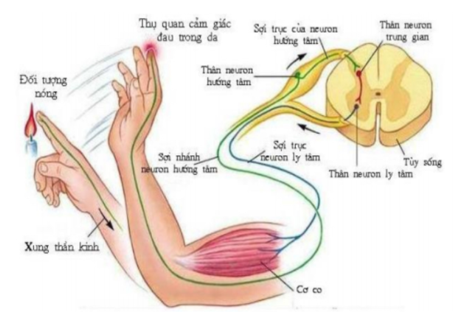 Thụ quan cảm giác
đau trong da
Sợi trục của neuron
hướng tâm
Thân neuron
trung gian
Thân neuron
hướng tâm
Đối tượng
nóng
Sợi nhánh
neuron hướng tâm
Sợi trục
neuron ly tâm
Tủy sống
Thân neuron ly tâm
Xung thần kinh
Cơ co